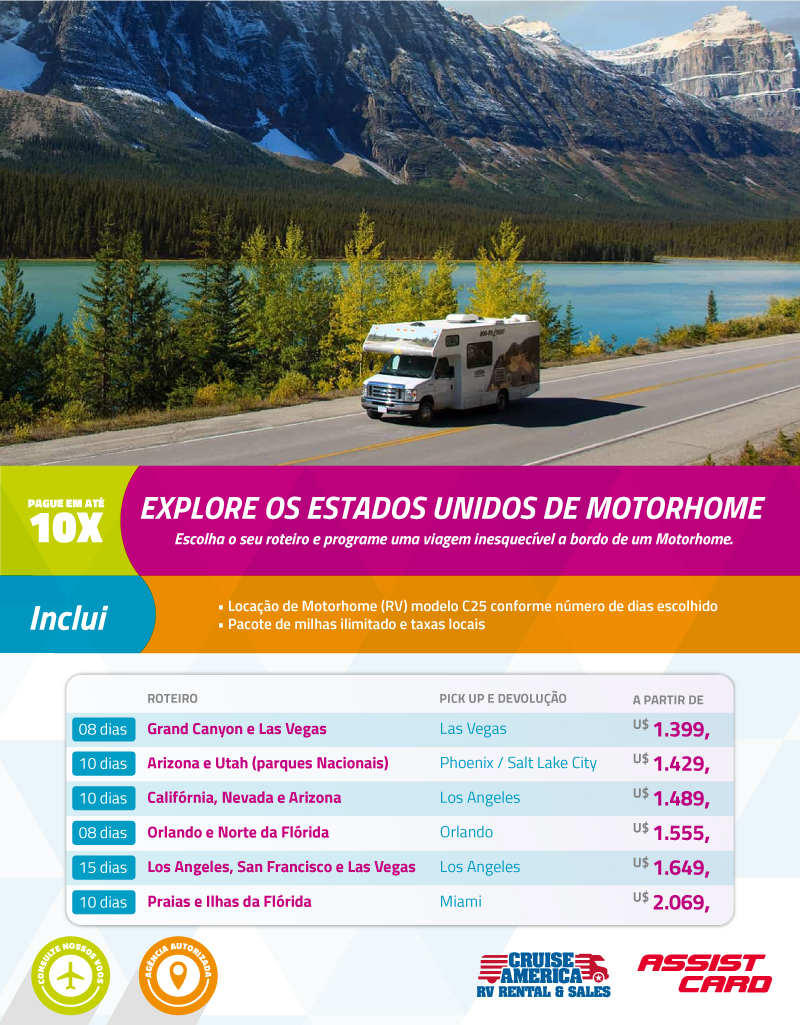 PAGUE EM ATÉ
10X
EXPLORE OS ESTADOS UNIDOS DE MOTORHOME
Escolha o seu roteiro e programe uma viagem inesquecível a bordo de um Motorhome.
Inclui
• Locação de Motorhome (RV) modelo C25 conforme número de dias escolhido
• Pacote de milhas ilimitado e taxas locais
ROTEIRO PICK UP E DEVOLUÇÃO A PARTIR DE
08 dias Grand Canyon e Las Vegas Las Vegas U$ 1.399,
10 dias Arizona e Utah (parques Nacionais) Phoenix / Salt Lake City U$ 1.429,
10 dias Califórnia, Nevada e Arizona Los Angeles U$ 1.489,
08 dias Orlando e Norte da Flórida Orlando U$ 1.555,
15 dias Los Angeles, San Francisco e Las Vegas Los Angeles U$ 1.649,
10 dias Praias e Ilhas da Flórida Miami U$ 2.069,
CONSULTE NOSSOS VOOS
AGÊNCIA AUTORIZADA
CRUISE
AMERICA
RV RENTAL & SALES
ASSIST
CARD